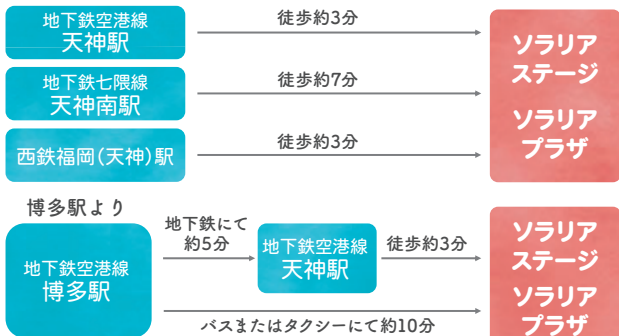 地下鉄空港線
天神駅
徒歩約3分
地下鉄七隈線
天神南駅
徒歩約7分
西鉄福岡(天神)駅
徒歩約3分
ソラリア
ステージ
ソラリア
プラザ
博多駅より
地下鉄空港線
博多駅
地下鉄にて
約5分
地下鉄空港線
天神駅
徒歩約3分
バスまたはタクシーにて約10分
ソラリア
ステージ
ソラリア
プラザ